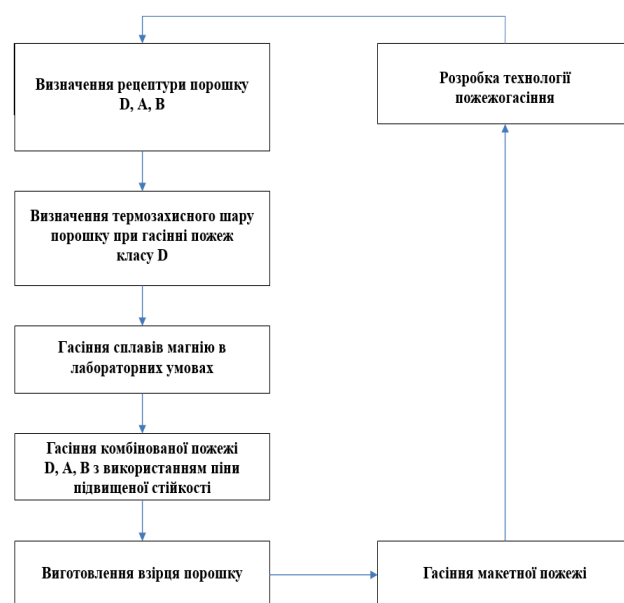 Визначення рецептури порошку
D, А, В
Розробка технології
пожежогасіння
Визначення термозахисного шару
порошку при гасінні пожеж
класу D
Гасіння сплавів магнію в
лабораторних умовах
Гасіння комбінованої пожежі
D, А, В з використанням піни
підвищеної стійкості
Виготовлення взірця порошку
Гасіння макетної пожежі